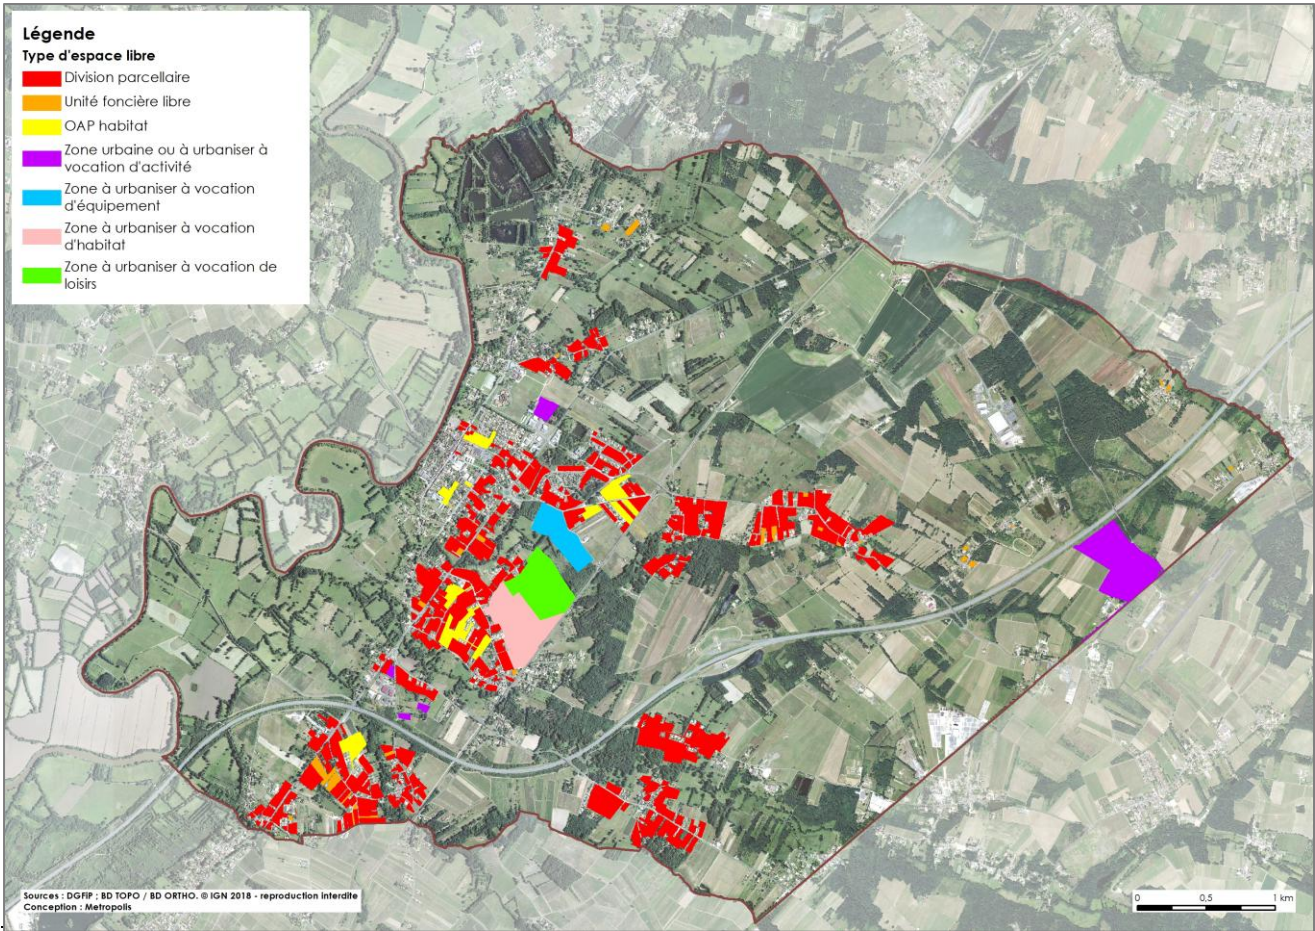 Légende
Type d'espace libre
Division parcellaire
Unité foncière libre
OAP habitat
Zone urbaine ou à urbaniser à
vocation d'activité
Zone à urbaniser à vocation
d'équipement
Zone à urbaniser à vocation
d'habitat
Zone à urbaniser à vocation de
loisirs
Sources : DGFiP ; BD TOPO / BD ORTHO. © IGN 2018 - reproduction interdite
Conception : Metropolis
0 0,5 1 km